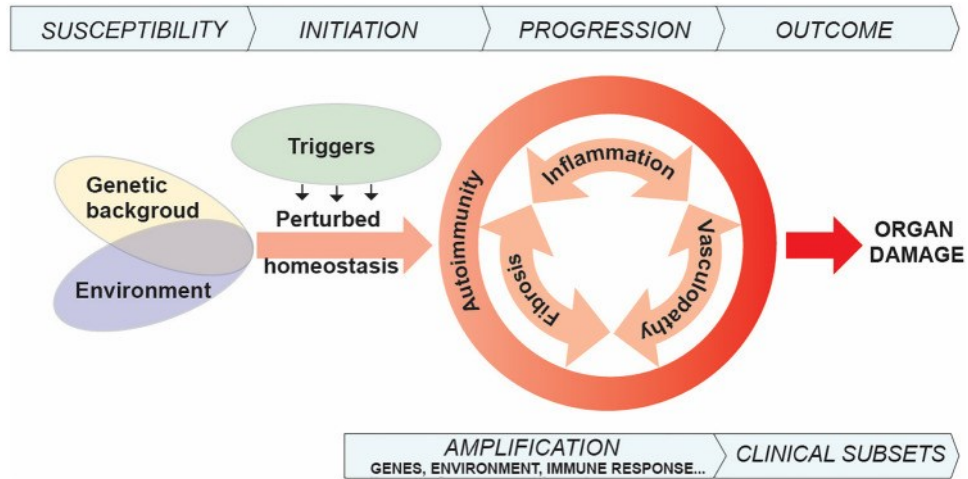 SUSCEPTIBILITY
INITIATION
PROGRESSION
OUTCOME
Triggers
Genetic
backgroud
Environment
Perturbed
homeostasis
Autoimmunity
Inflammation
Vasculopathy
Fibrosis
ORGAN
DAMAGE
AMPLIFICATION
GENES, ENVIRONMENT, IMMUNE RESPONSE...
CLINICAL SUBSETS